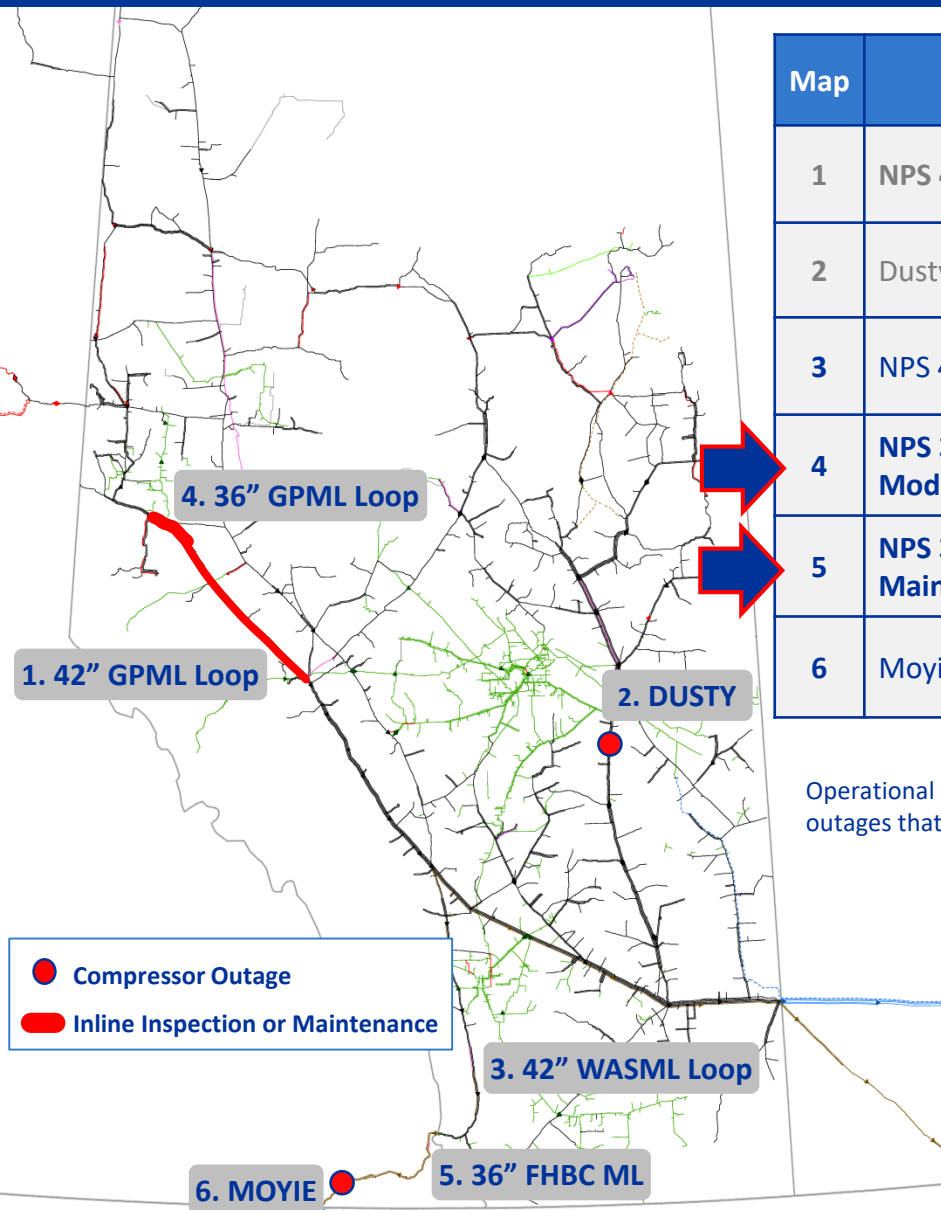 Map
1 NPS 4
2 Dusty
3 NPS 4
4 NPS
Mod
5 NPS
Main
6 Moyi
Operational
outages that
4. 36” GPML Loop
1. 42” GPML Loop
2. DUSTY
Compressor Outage
Inline Inspection or Maintenance
3. 42” WASML Loop
5. 36” FHBC ML
6. MOYIE